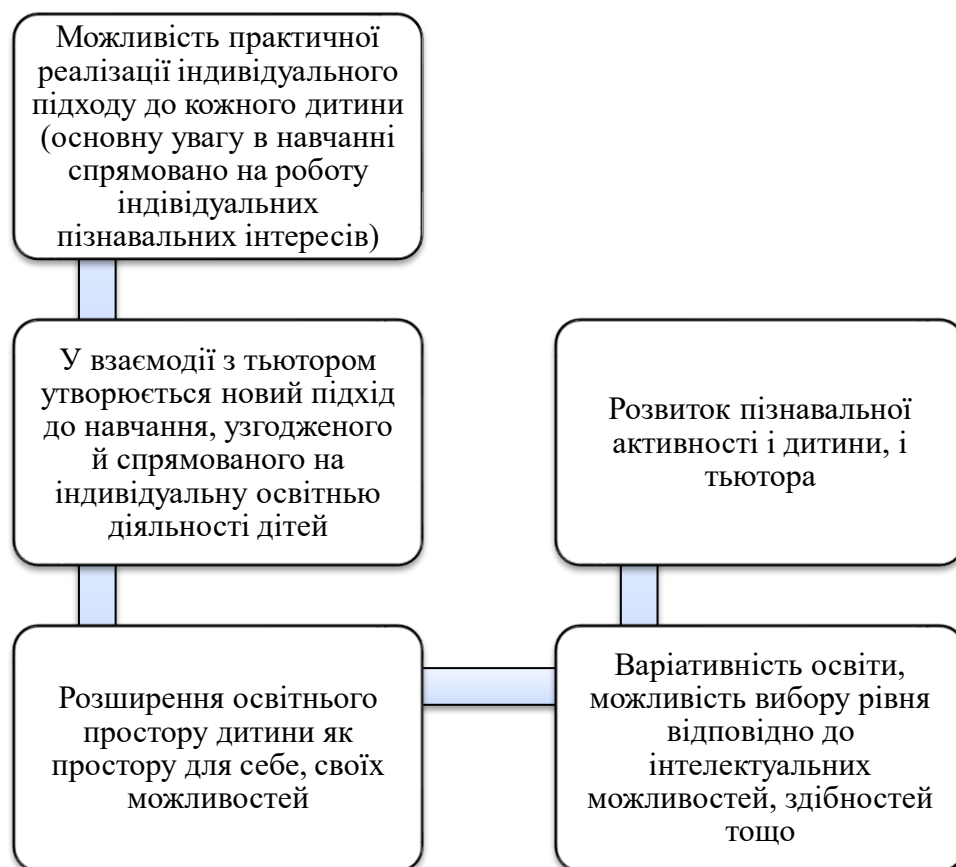 Можливість практичної
реалізації індивідуального
підходу до кожного дитини
(основну увагу в навчанні
спрямовано на роботу
індівідуальних
пізнавальних інтересів)
У взаємодії з тьютором
утворюється новий підхід
до навчання, узгодженого
й спрямованого на
індивідуальну освітнью
діяльності дітей
Розширення освітнього
простору дитини як
простору для себе, своїх
можливостей
Варіативність освіти,
можливість вибору рівня
відповідно до
інтелектуальних
можливостей, здібностей
тощо
Розвиток пізнавальної
активності і дитини, і
тьютора